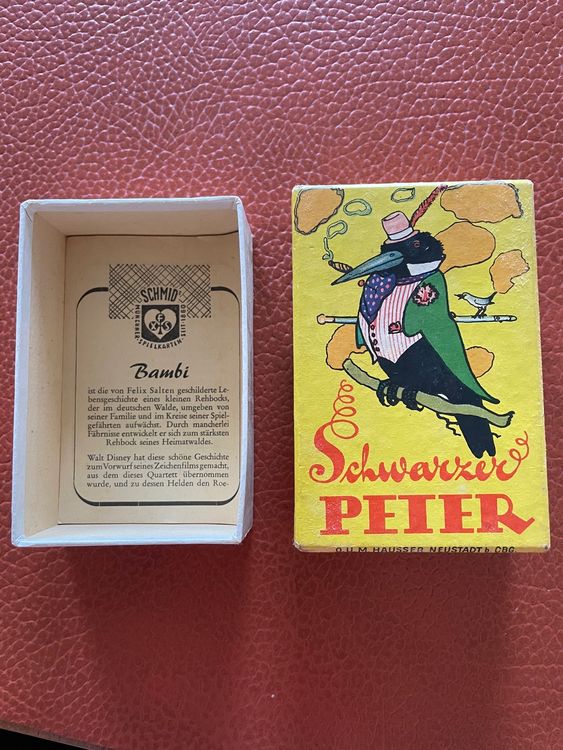 SCHMID
MÜNCHNER SPIELKARTEN SEIT 1860
F
X S
Bambi
ist die von Felix Salten geschilderte Le-
bensgeschichte eines kleinen Rehbocks,
der im deutschen Walde, umgeben von
seiner Familie und im Kreise seiner Spiel-
gefährten aufwächst. Durch mancherlei
Fährnisse entwickelt er sich zum stärksten
Rehbock seines Heimatwaldes.
Walt Disney hat diese schöne Geschichte
zum Vorwurf seines Zeichenfilms gemacht,
aus dem dieses Quartett übernommen
wurde, und zu dessen Helden den Roe-
Schwarzer
PETER
O.U.M. HAUSSER NEUSTADT b. CBG.